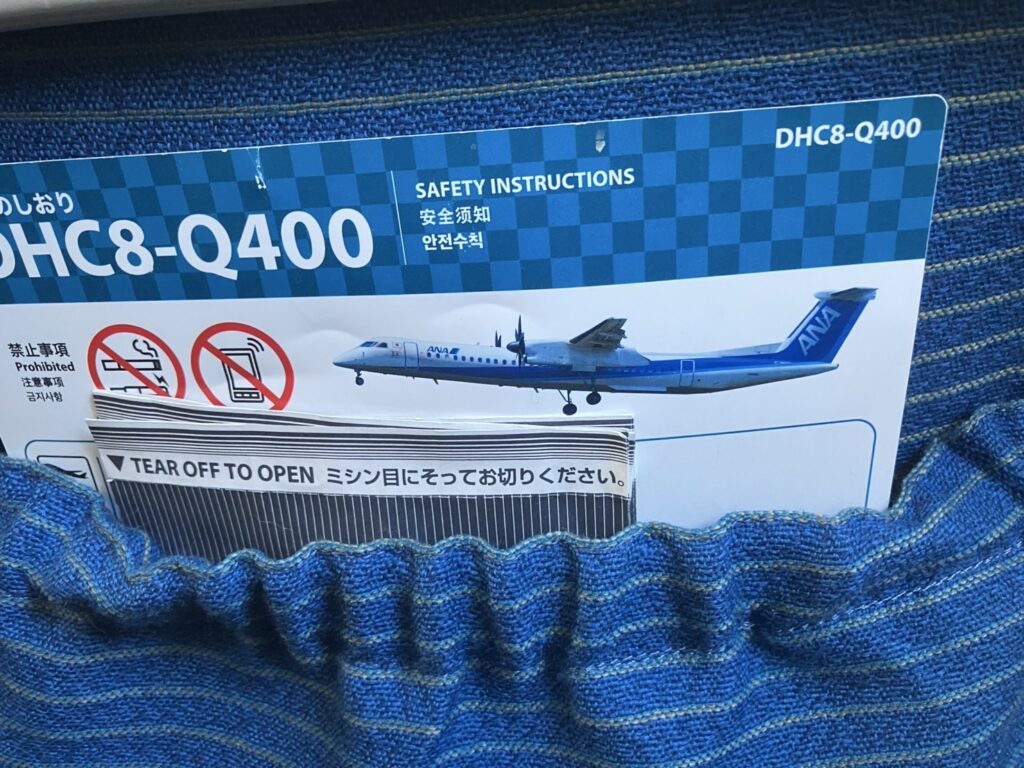 DHC8-Q400
のしおり
DHC8-Q400
SAFETY INSTRUCTIONS
安全须知
안전수칙
禁止事項
Prohibited
注意事项
금지사항
ANA
ANA
▼ TEAR OFF TO OPEN ミシン目にそってお切りください。